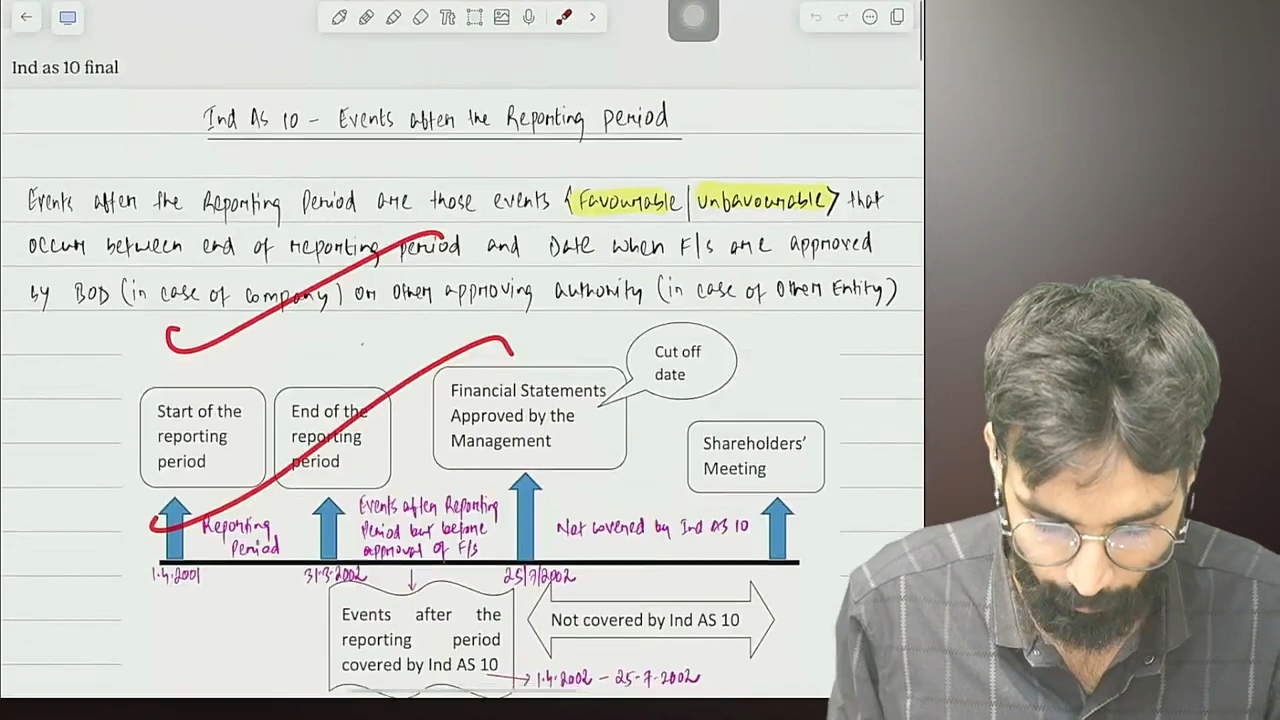 Ind as 10 final
Ind AS 10 - Events after the Reporting period
Events after the Reporting Period are those events (Favourable | unfavourable) that
occur between end of reporting period and Date when F/s are approved
by BOD (in case of company) or other approving authority (in case of Other Entity)
Cut off
date
Financial Statements
Approved by the
Management
Start of the
reporting
period
End of the
reporting
period
Shareholders'
Meeting
Reporting
Period
Events after Reporting
Period but before
approval of F/s
Not covered by Ind AS 10
1.4.2001
31.3.2002
25/7/2002
Events after the
reporting period
covered by Ind AS 10
Not covered by Ind AS 10
1.4.2002 - 25-7-2002